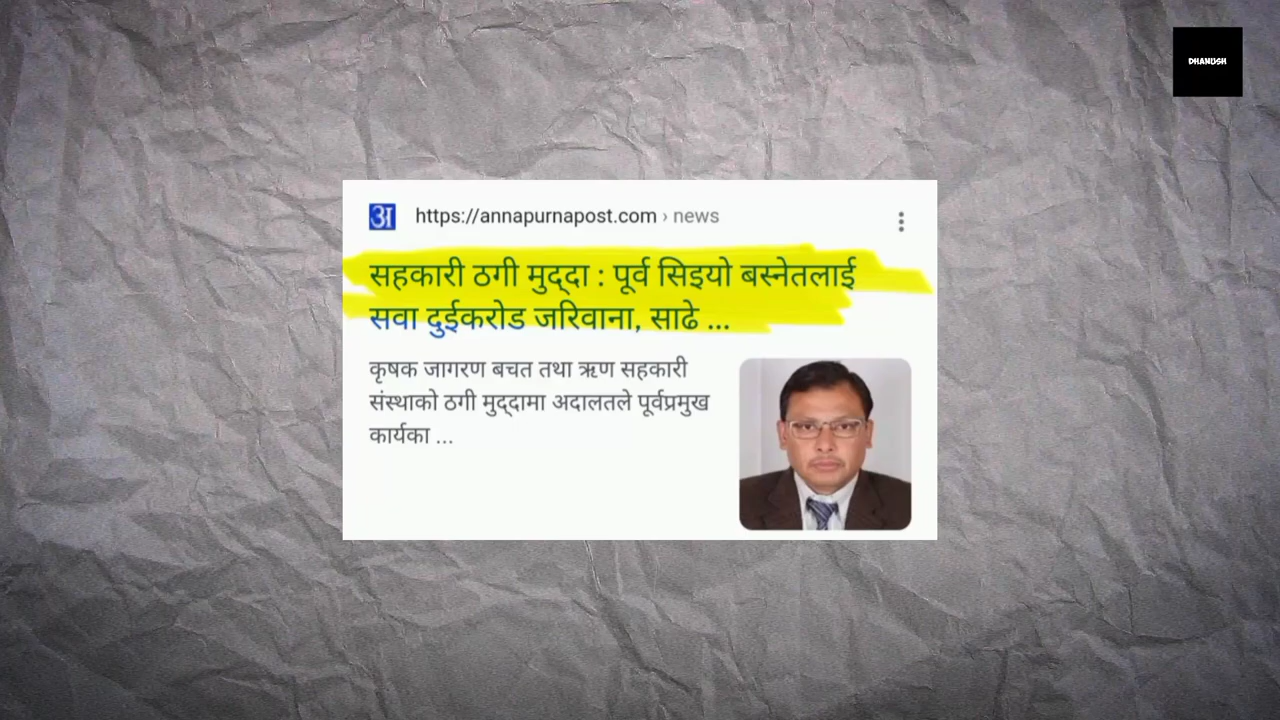 DHANUSH
अ https://annapurnapost.com › news
सहकारी ठगी मुद्दा : पूर्व सिइयो बस्नेतलाई
सवा दुईकरोड जरिवाना, साढे ...
कृषक जागरण बचत तथा ऋण सहकारी
संस्थाको ठगी मुद्दामा अदालतले पूर्वप्रमुख
कार्यका ...